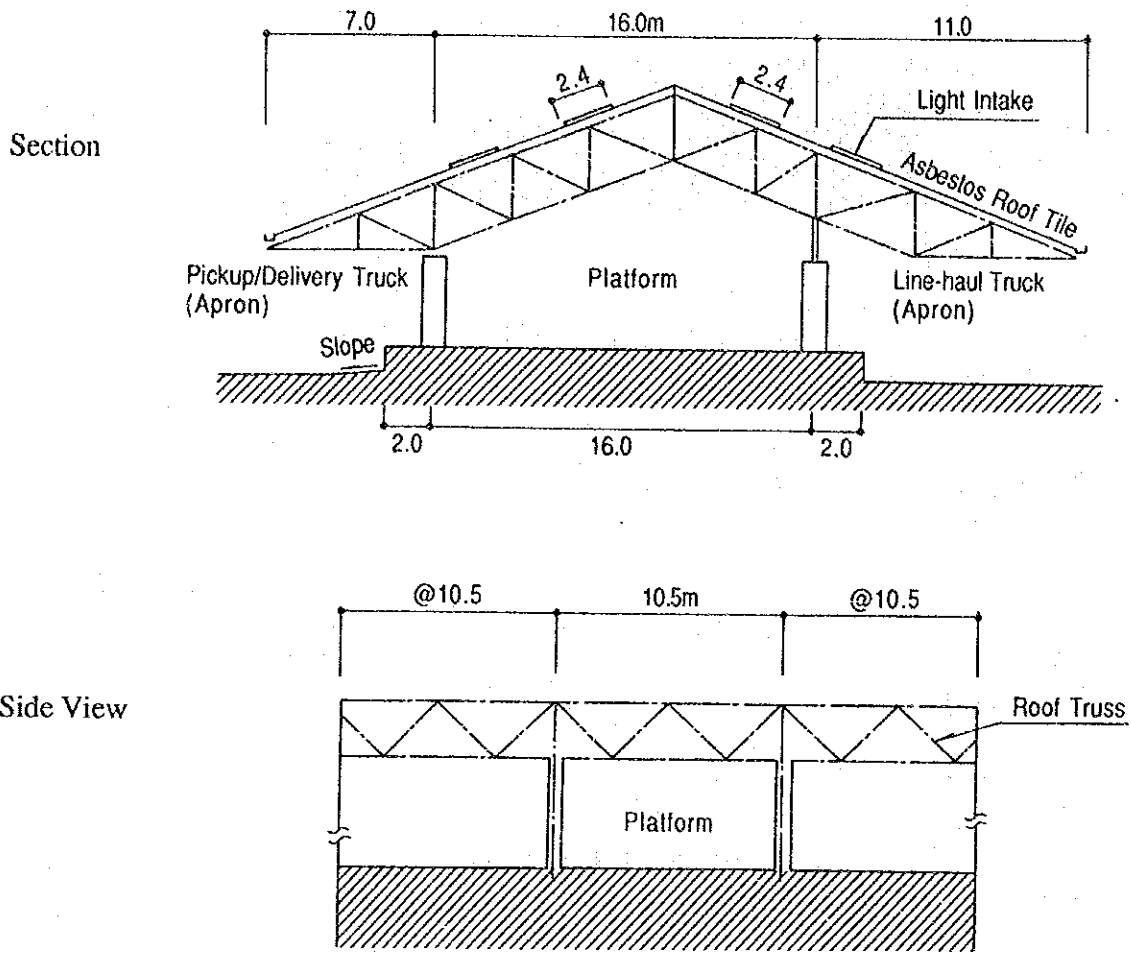 7.0
16.0m
11.0
2.4
2.4
Light Intake
Section
Asbestos Roof Tile
Pickup/Delivery Truck
(Apron)
Platform
Line-haul Truck
(Apron)
Slope
2.0
16.0
2.0
@10.5
10.5m
@10.5
Side View
Roof Truss
Platform